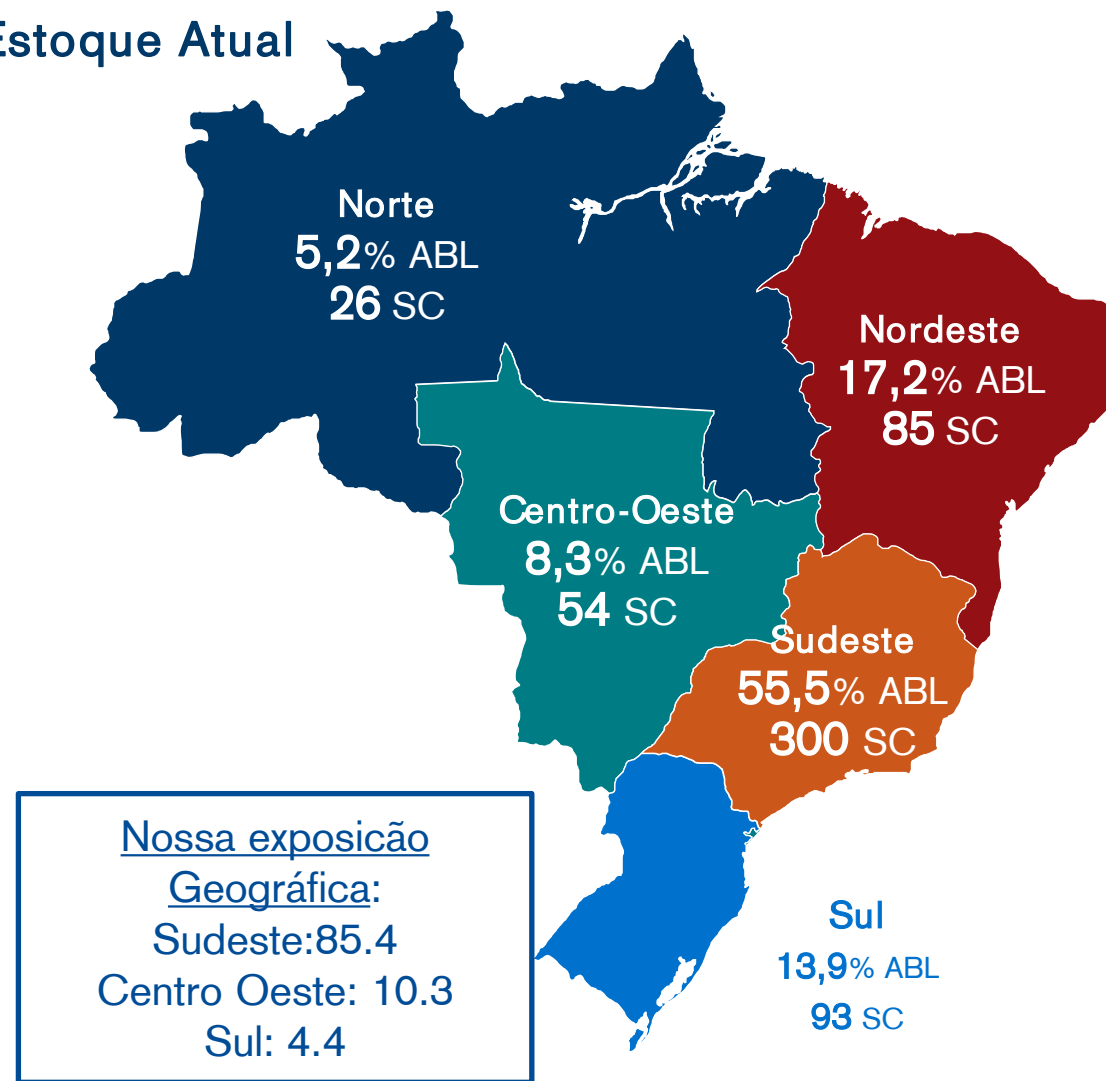 Estoque Atual
Norte
5,2% ABL
26 SC
Nordeste
17,2% ABL
85 SC
Centro-Oeste
8,3% ABL
54 SC
Sudeste
55,5% ABL
300 SC
Nossa exposicão
Geográfica:
Sudeste:85.4
Centro Oeste: 10.3
Sul: 4.4
Sul
13,9% ABL
93 SC